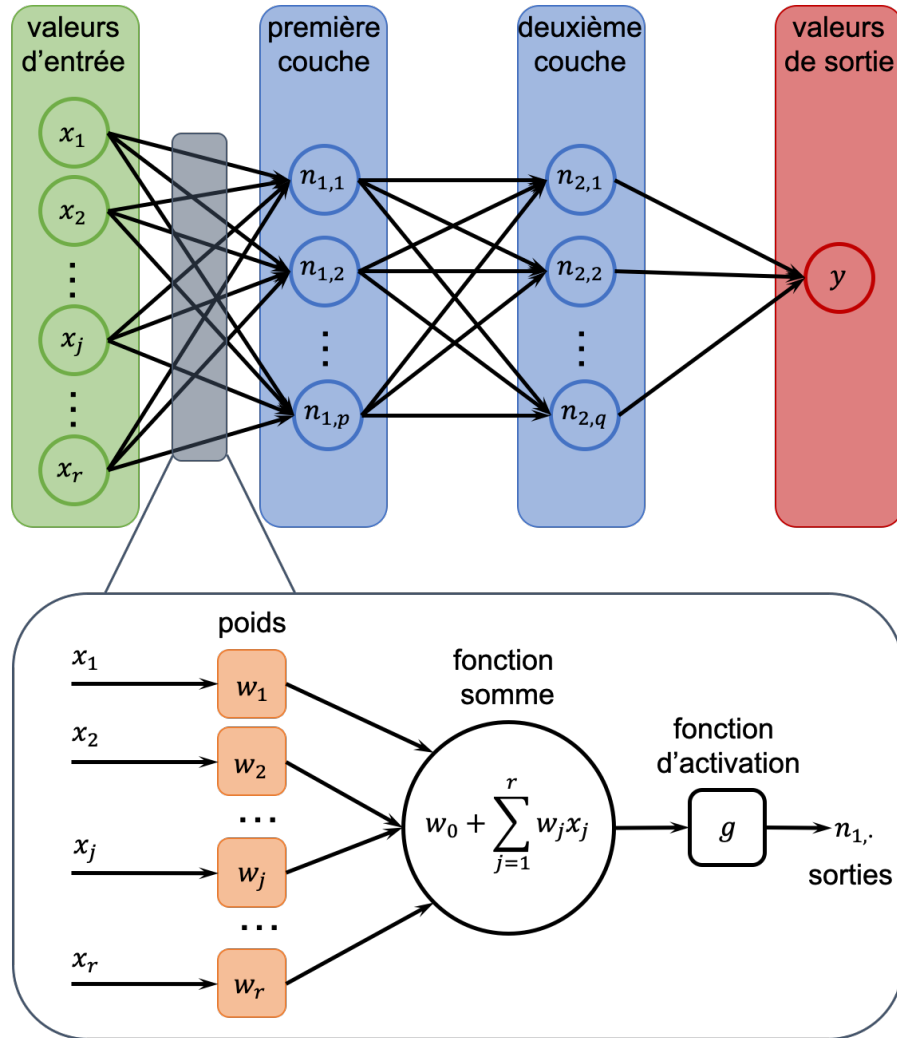 valeurs
d'entrée
première
couche
deuxième
couche
valeurs
de sortie
x₁
x₂
...
xⱼ
...
xᵣ
n₁,₁
n₁,₂
...
n₁,ₚ
n₂,₁
n₂,₂
...
n₂,q
y
poids
x₁
w₁
x₂
w₂
...
xⱼ
wⱼ
...
xᵣ
wᵣ
fonction
somme
w₀ + ∑ʳⱼ₌₁ wⱼxⱼ
fonction
d'activation
g
n₁,.
sorties